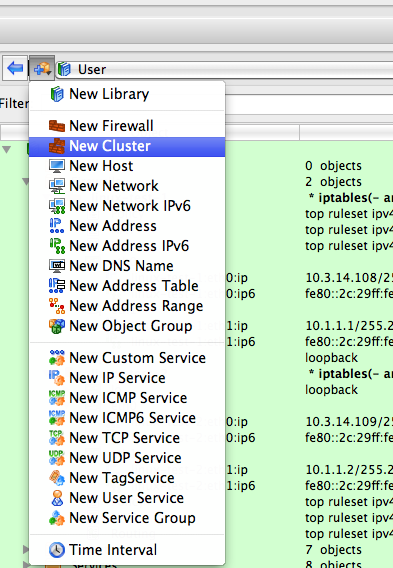 User
New Library
Filter
New Firewall
New Cluster
New Host 0 objects
New Network 2 objects
New Network IPv6 * iptables(- a
New Address top ruleset ipv4
New Address IPv6 top ruleset ipv4
New DNS Name top ruleset ipv4
New Address Table 0:ip 10.3.14.108/25
New Address Range 0:ip6 fe80::2c:29ff:fe
New Object Group 1:ip 10.1.1.1/255.2
1:ip6 fe80::2c:29ff:fe
New Custom Service loopback
New IP Service * iptables(- a
New ICMP Service loopback
New ICMP6 Service 0:ip 10.3.14.109/25
New TCP Service 0:ip6 fe80::2c:29ff:fe
New UDP Service 1:ip 10.1.1.2/255.2
New TagService 1:ip6 fe80::2c:29ff:fe
New User Service top ruleset ipv4
New Service Group top ruleset ipv4
top ruleset ipv4
Time Interval 7 objects
Services 8 objects